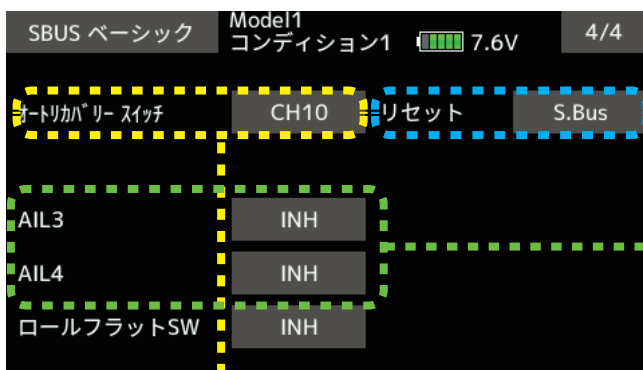 SBUS ベーシック
Model1
コンディション1 7.6V
4/4
オートリカバリー スイッチ CH10 リセット S.Bus
AIL3 INH
AIL4 INH
ロールフラットSW INH